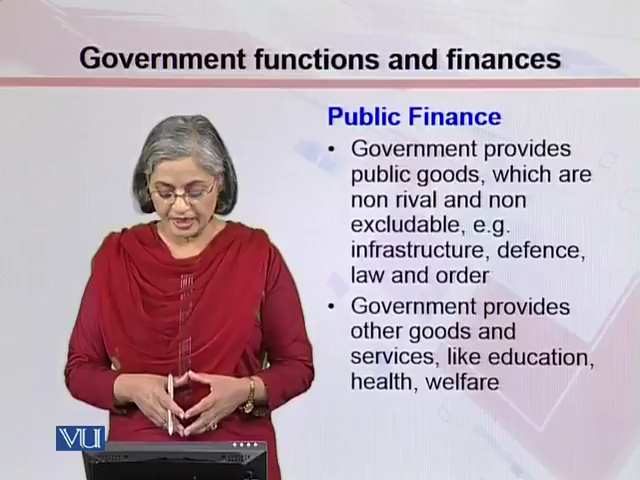 Government functions and finances
Public Finance
• Government provides
public goods, which are
non rival and non
excludable, e.g.
infrastructure, defence,
law and order
• Government provides
other goods and
services, like education,
health, welfare
VU